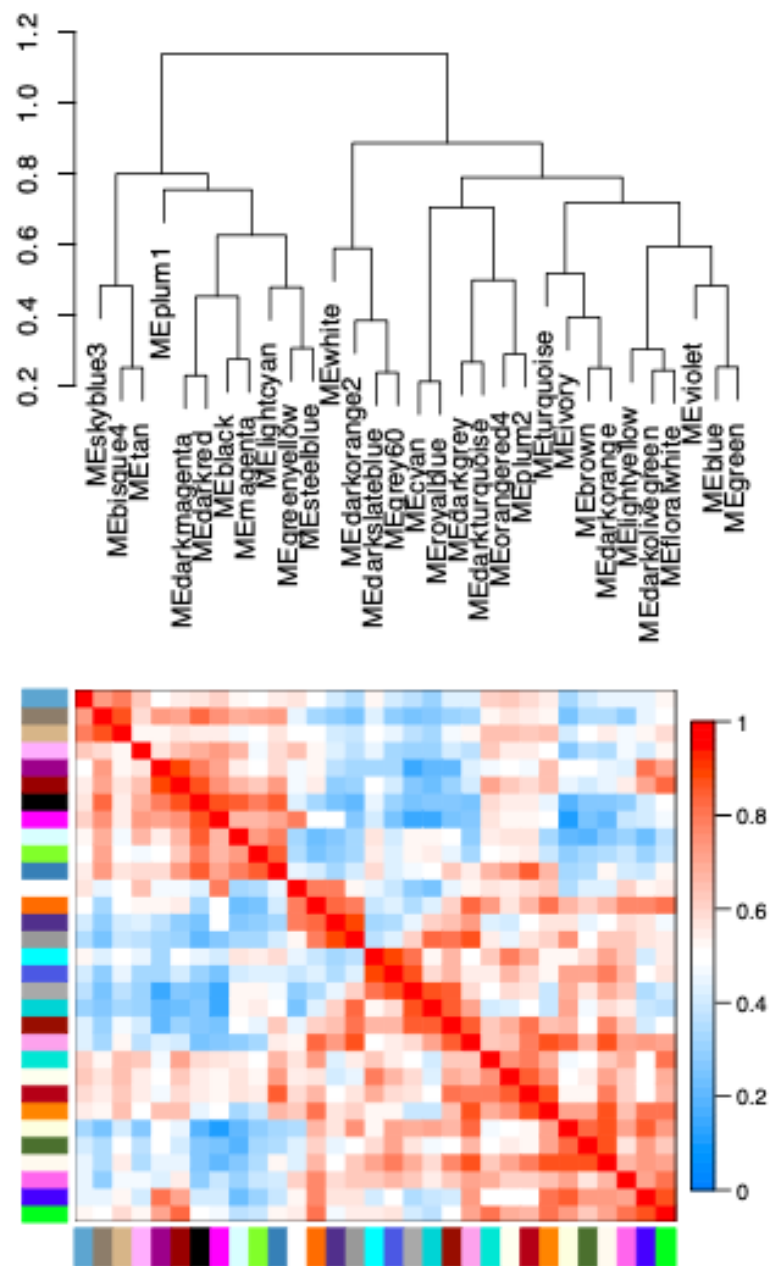 1.2
1.0
0.8
0.6
0.4
0.2
MEskyblue3
MEbisque4
MEtan
MEplum1
MEdarkmagenta
MEdarkred
MEblack
MEmagenta
MElightcyan
MEgreenyellow
MEsteelblue
MEwhite
MEdarkorange2
MEdarkslateblue
MEgrey60
MEcyan
MEroyalblue
MEdarkgrey
MEdarkturquoise
MEorangered4
MEplum2
MEturquoise
MEivory
MEbrown
MEdarkorange
MElightyellow
MEdarkolivegreen
MEfloralwhite
MEviolet
MEblue
MEgreen
1
0.8
0.6
0.4
0.2
0